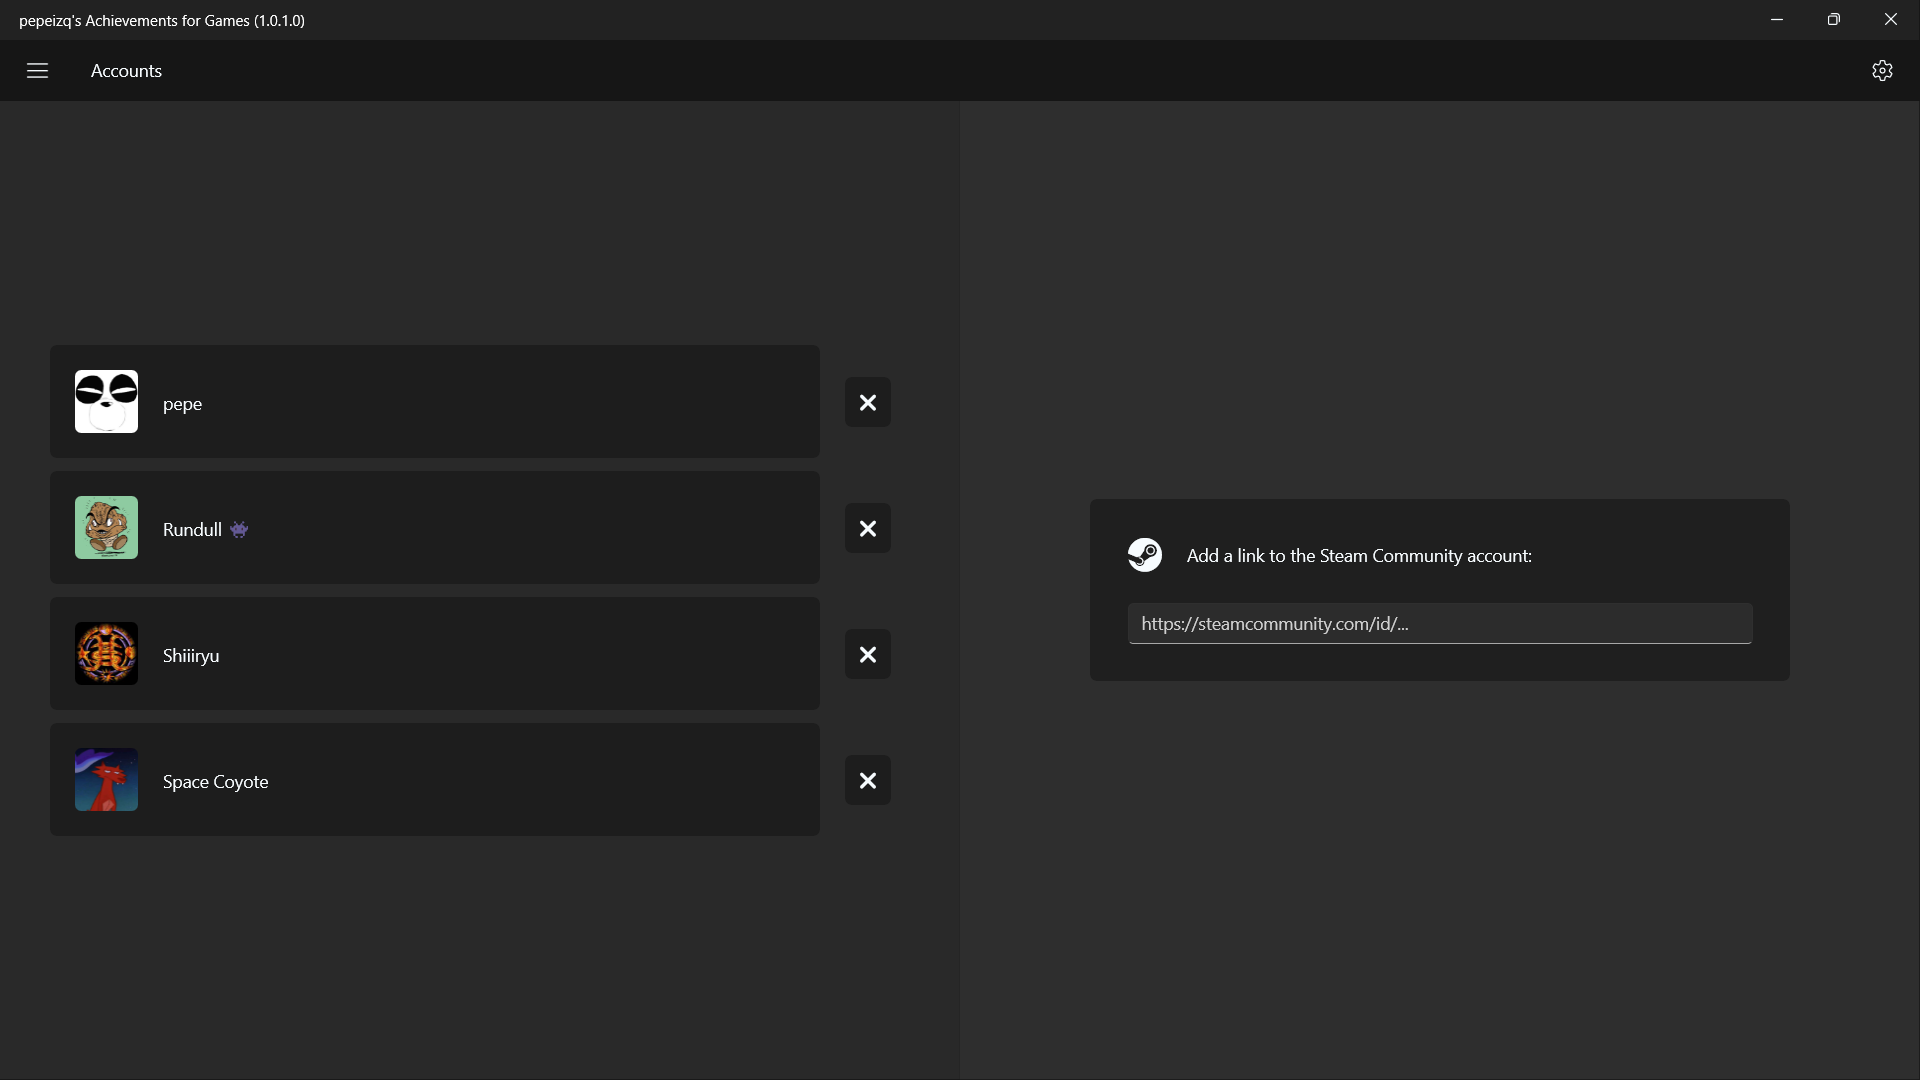 pepeizq's Achievements for Games (1.0.1.0)
Accounts
pepe
Rundull 👾
Shiiiryu
Space Coyote
Add a link to the Steam Community account:
https://steamcommunity.com/id/...